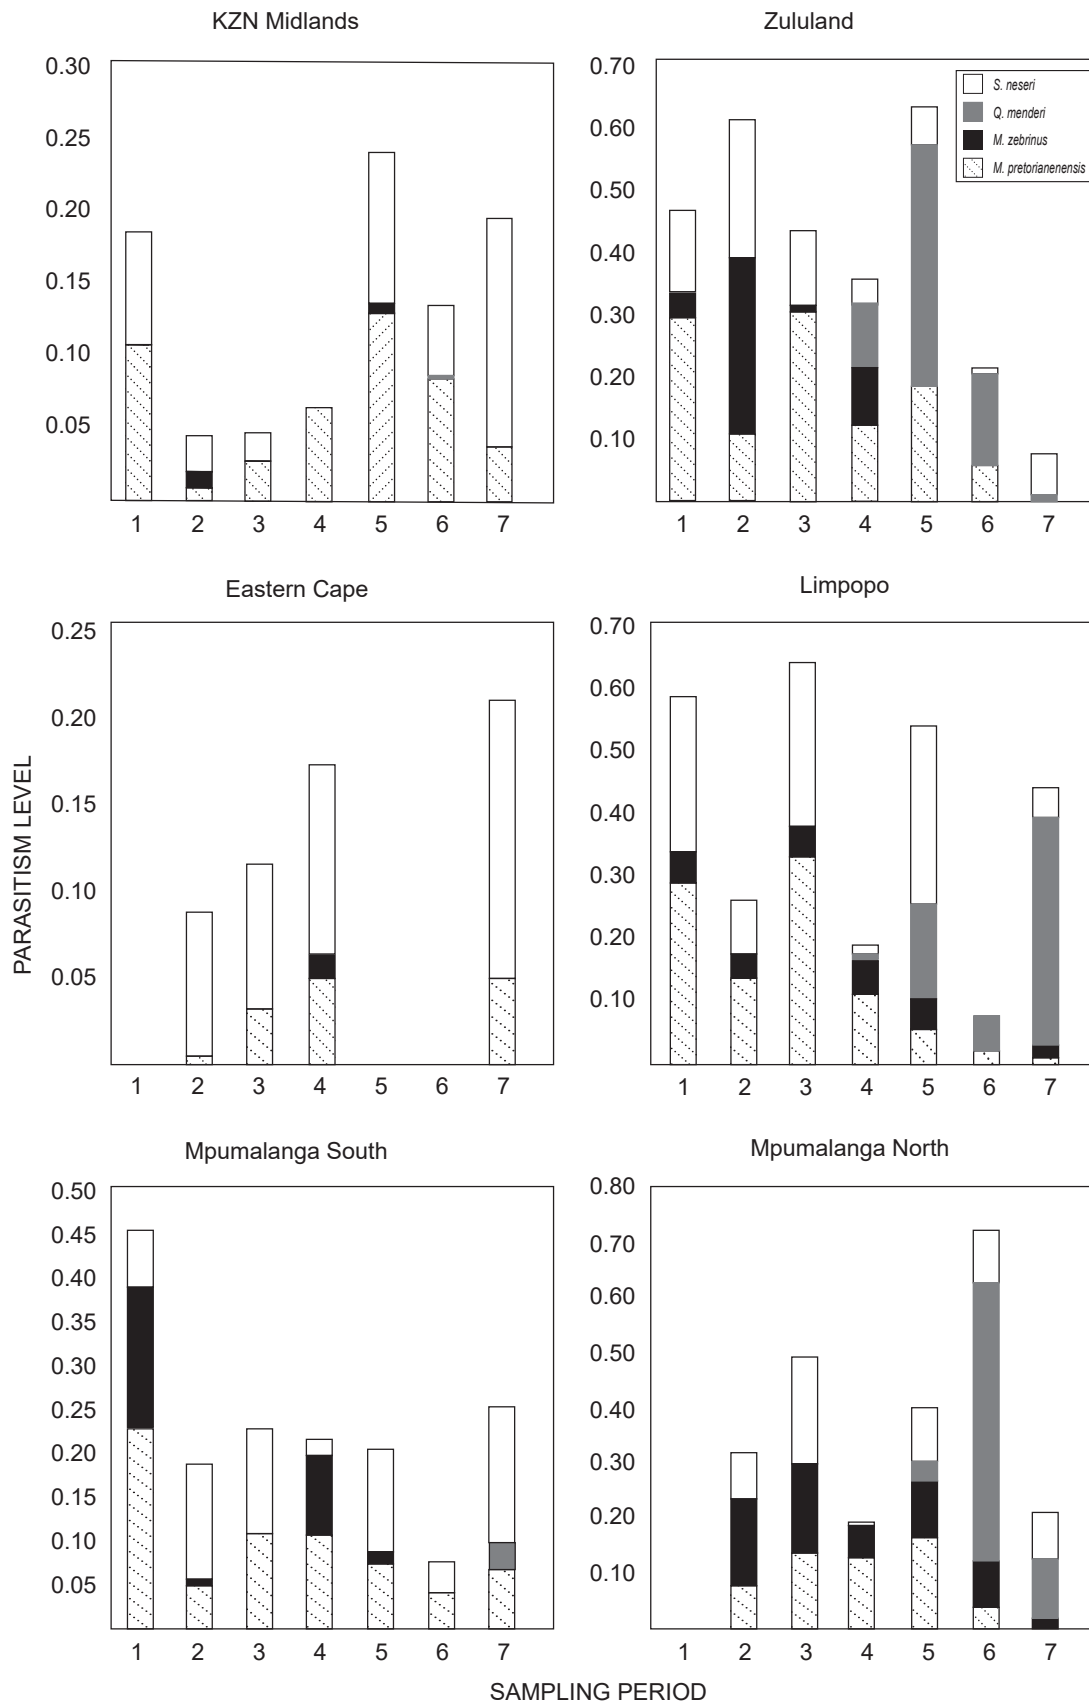 KZN Midlands
0.30
0.25
0.20
0.15
0.10
0.05
1 2 3 4 5 6 7
Zululand
0.70
0.60
0.50
0.40
0.30
0.20
0.10
S. neseri
Q. menderi
M. zebrinus
M. pretorianenensis
1 2 3 4 5 6 7
PARASITISM LEVEL
Eastern Cape
0.25
0.20
0.15
0.10
0.05
1 2 3 4 5 6 7
Limpopo
0.70
0.60
0.50
0.40
0.30
0.20
0.10
1 2 3 4 5 6 7
Mpumalanga South
0.50
0.45
0.40
0.35
0.30
0.25
0.20
0.15
0.10
0.05
1 2 3 4 5 6 7
Mpumalanga North
0.80
0.70
0.60
0.50
0.40
0.30
0.20
0.10
1 2 3 4 5 6 7
SAMPLING PERIOD